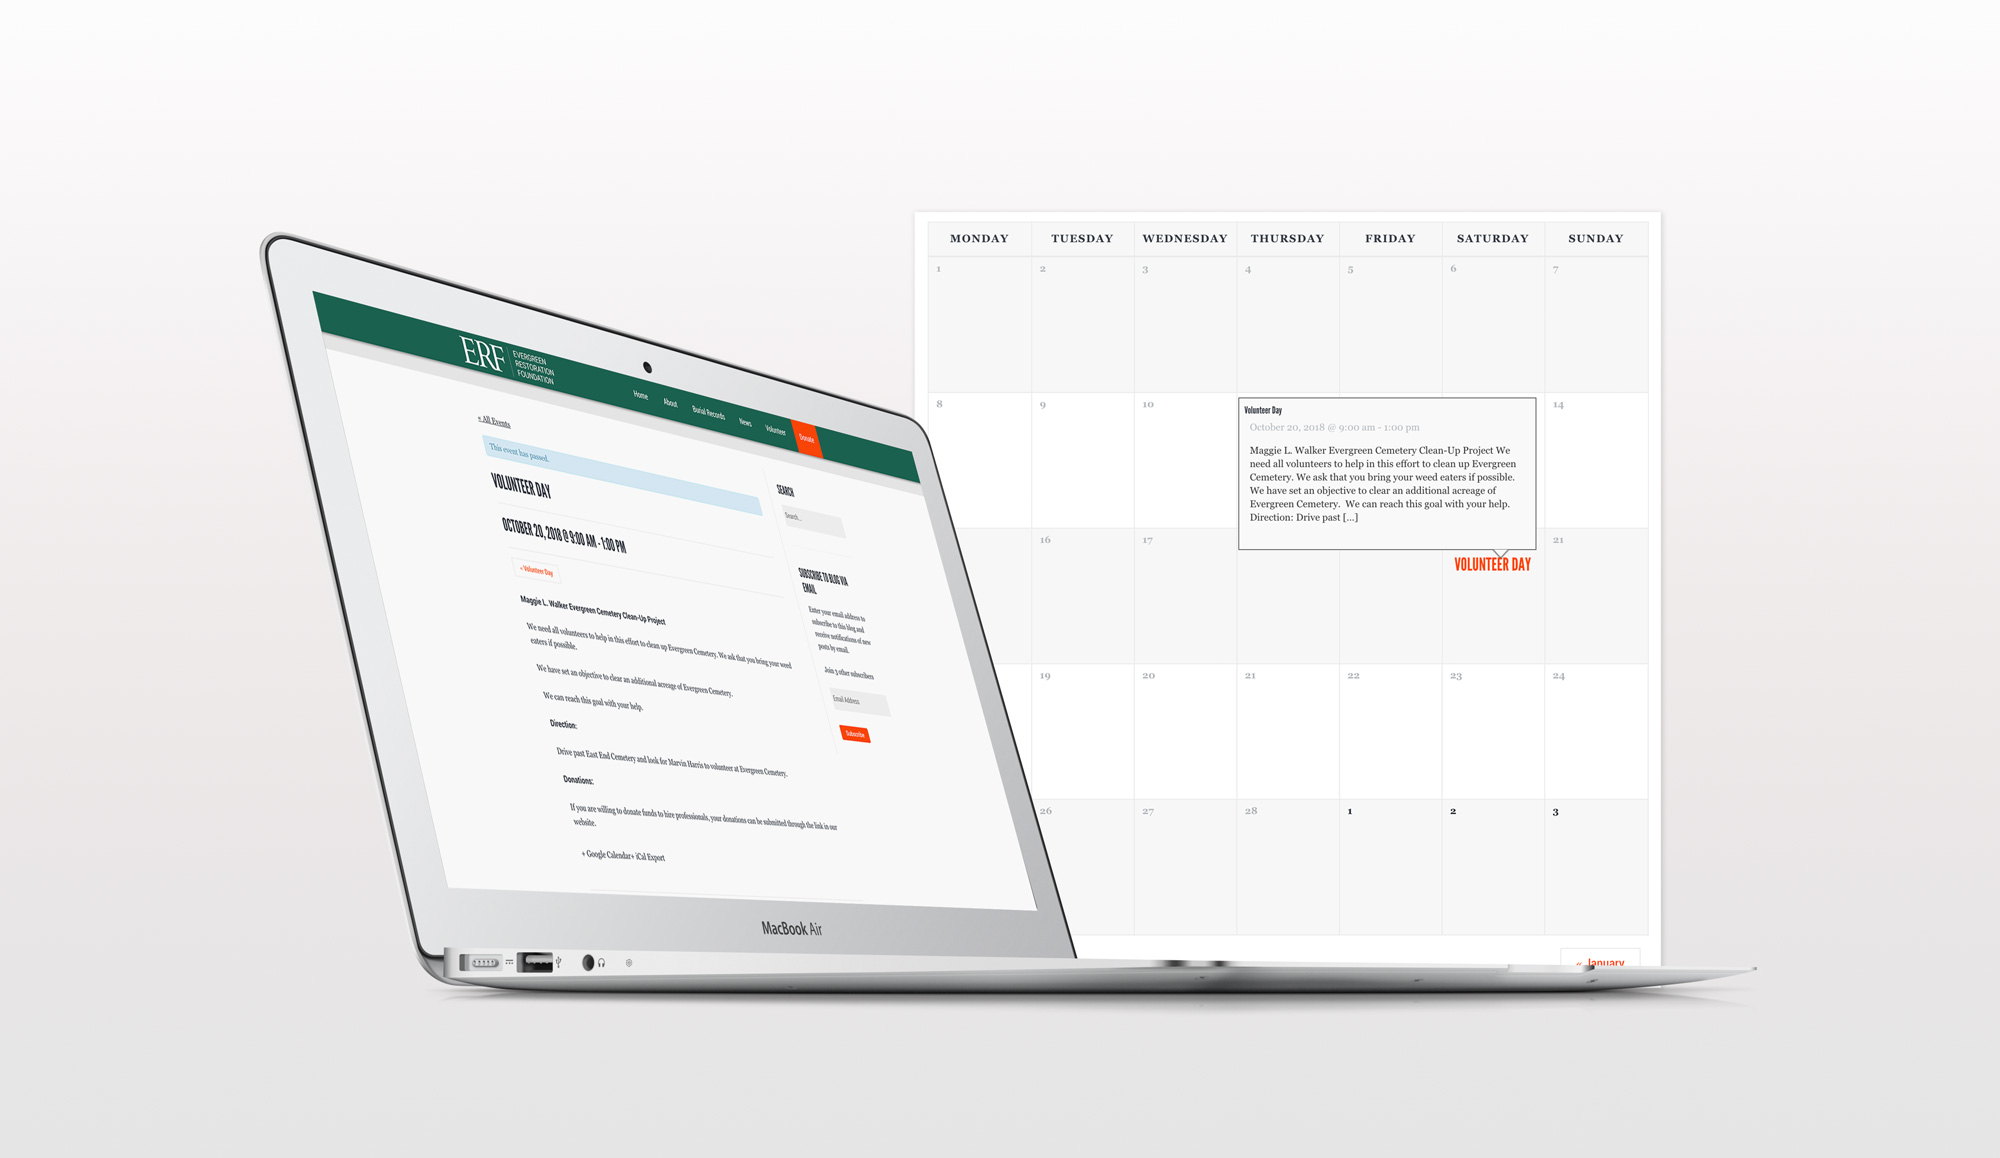 ERF
EVERGREEN
RESTORATION
FOUNDATION
Home
About
Burial Records
News
Volunteer
Donate
« All Events
This event has passed.
VOLUNTEER DAY
OCTOBER 20, 2018 @ 9:00 AM - 1:00 PM
« Volunteer Day
Maggie L. Walker Evergreen Cemetery Clean-Up Project
We need all volunteers to help in this effort to clean up Evergreen Cemetery. We ask that you bring your weed
eaters if possible.
We have set an objective to clear an additional acreage of Evergreen Cemetery.
We can reach this goal with your help.
Direction:
Drive past East End Cemetery and look for Marvin Harris to volunteer at Evergreen Cemetery.
Donations:
If you are willing to donate funds to hire professionals, your donations can be submitted through the link in our
website.
+ Google Calendar+ iCal Export
SEARCH
Search...
SUBSCRIBE TO BLOG VIA
EMAIL
Enter your email address to
subscribe to this blog and
receive notifications of new
posts by email.
Join 3 other subscribers
Email Address
Subscribe
MacBook Air
MONDAY TUESDAY WEDNESDAY THURSDAY FRIDAY SATURDAY SUNDAY
1 2 3 4 5 6 7
8 9 10 14
Volunteer Day
October 20, 2018 @ 9:00 am - 1:00 pm
Maggie L. Walker Evergreen Cemetery Clean-Up Project We
need all volunteers to help in this effort to clean up Evergreen
Cemetery. We ask that you bring your weed eaters if possible.
We have set an objective to clear an additional acreage of
Evergreen Cemetery. We can reach this goal with your help.
Direction: Drive past [...]
16 17 21
VOLUNTEER DAY
19 20 21 22 23 24
26 27 28 1 2 3
« January